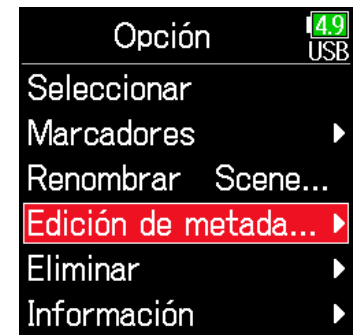 Opción
4.9
USB
Seleccionar
Marcadores
Renombrar Scene...
Edición de metada...
Eliminar
Información